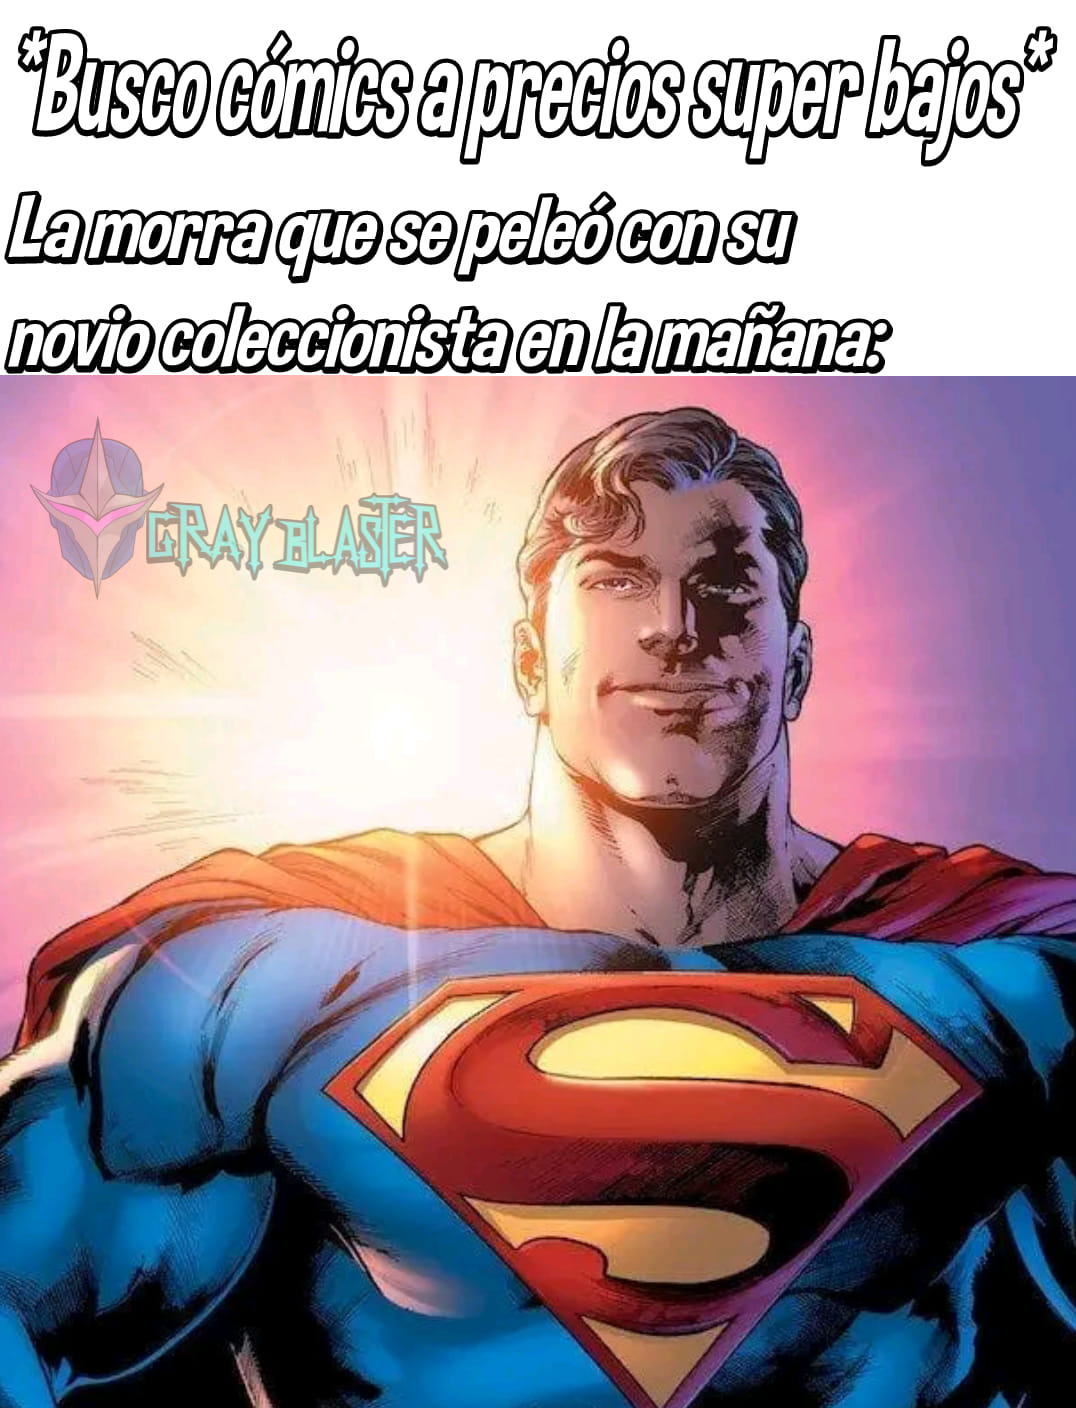 *Busco cómics a precios super bajos*
La morra que se peleó con su
novio coleccionista en la mañana:
GRAY BLASTER